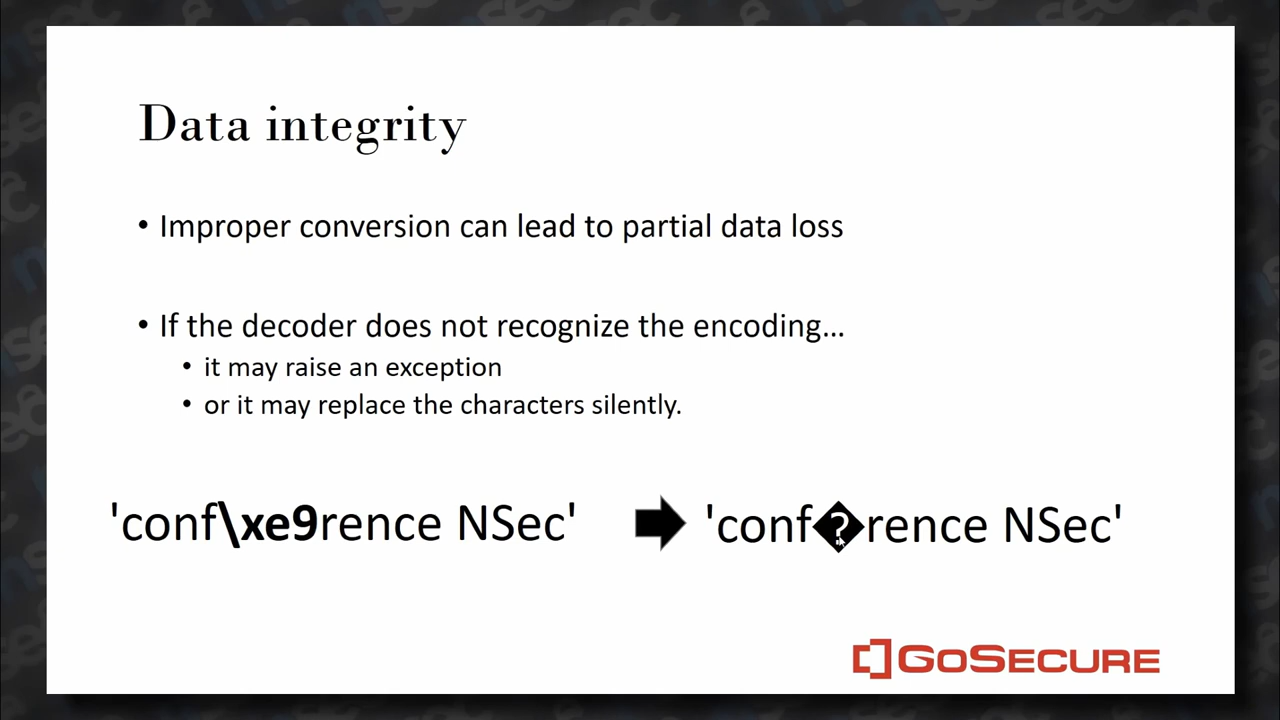 Data integrity
• Improper conversion can lead to partial data loss
• If the decoder does not recognize the encoding...
• it may raise an exception
• or it may replace the characters silently.
'conf\xe9rence NSec' 'conf�rence NSec'
GOSECURE